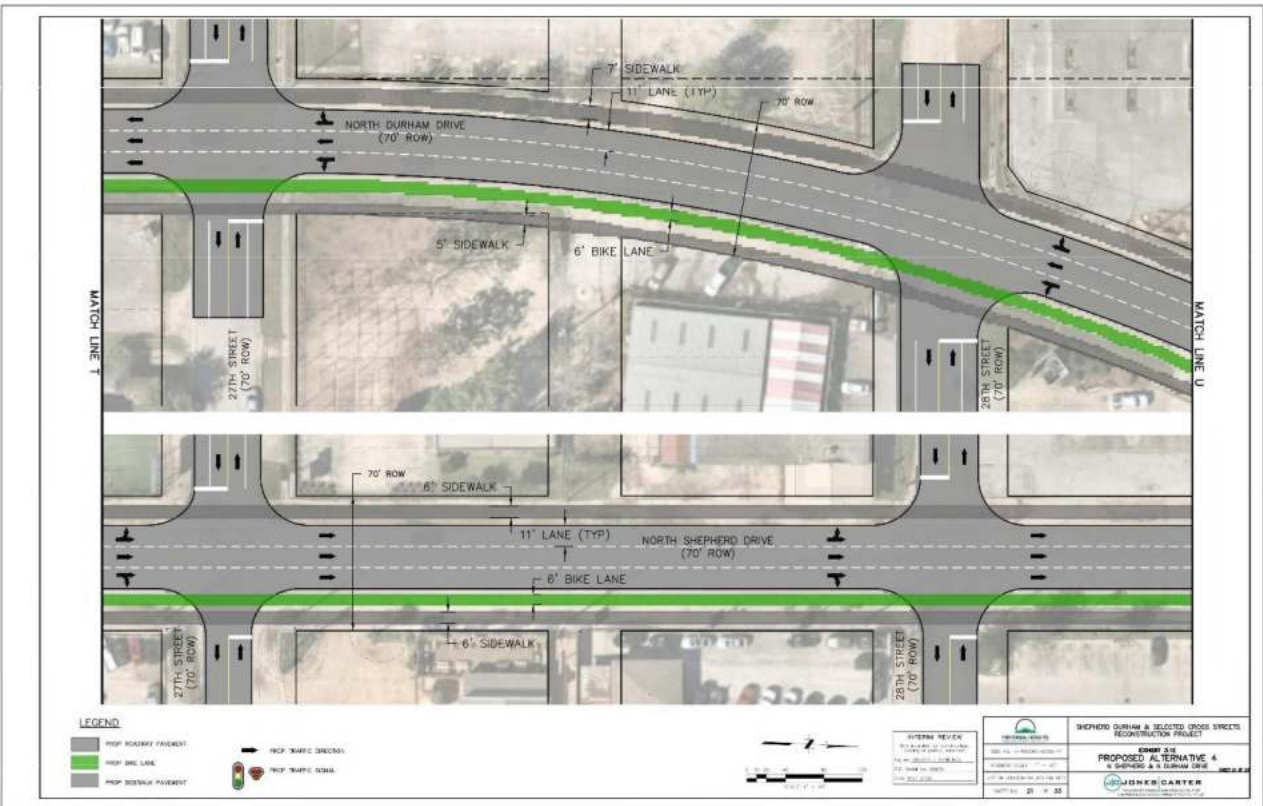 7' SIDEWALK
11' LANE (TYP)
70' ROW
NORTH DURHAM DRIVE
(70' ROW)
5' SIDEWALK
6' BIKE LANE
MATCH LINE T
MATCH LINE U
27TH STREET
(70' ROW)
28TH STREET
(70' ROW)
70' ROW
6' SIDEWALK
11' LANE (TYP)
NORTH SHEPHERD DRIVE
(70' ROW)
6' BIKE LANE
6' SIDEWALK
27TH STREET
(70' ROW)
28TH STREET
(70' ROW)
LEGEND
PROP ROADWAY PAVEMENT
PROP BIKE LANE
PROP SIDEWALK PAVEMENT
PROP TRAFFIC DIRECTION
PROP TRAFFIC SIGNAL
INTERIM REVIEW
SHEPHERD DURHAM & SELECTED CROSS STREETS
RECONSTRUCTION PROJECT
PROPOSED ALTERNATIVE 4
N SHEPHERD & N DURHAM DRIVE
JONES CARTER